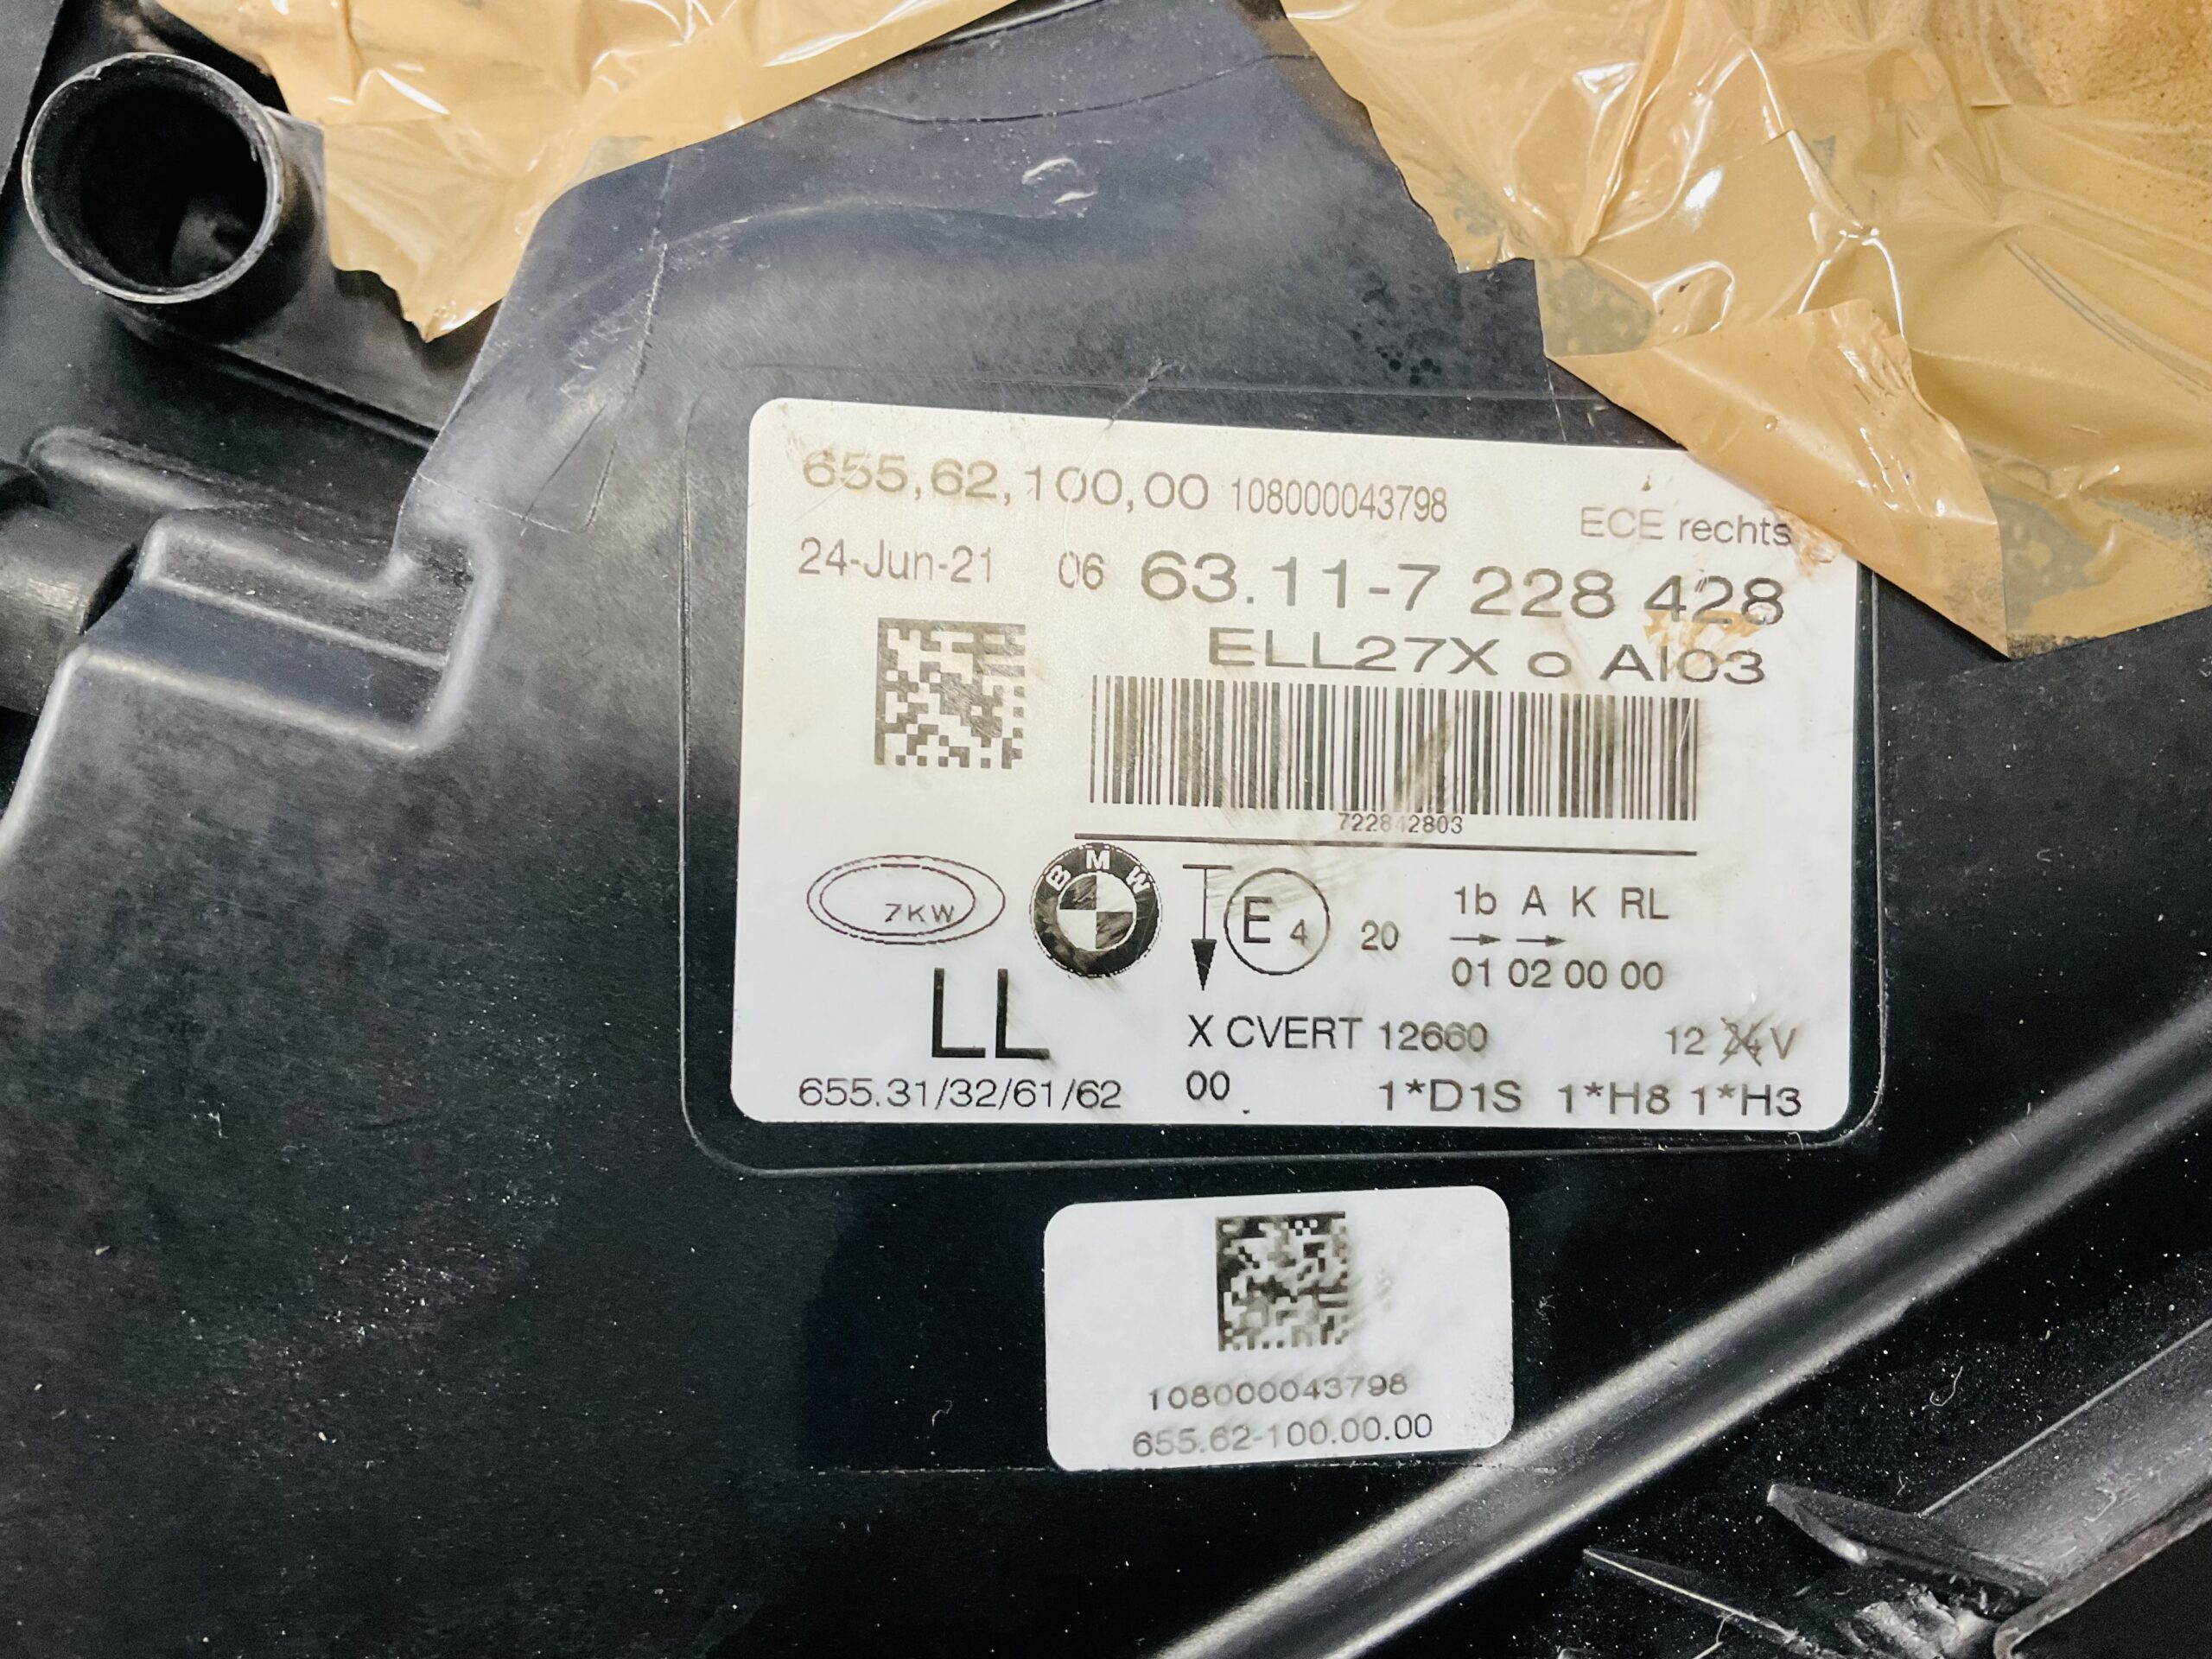 655,62,100,00 108000043798
ECE rechts
24-Jun-21 06 63.11-7 228 428
ELL27X o AI03
722842803
ZKW
BMW
E 4 20
1b A K RL
→ →
01 02 00 00
LL
X CVERT 12660
12 24 V
655.31/32/61/62
00
1*D1S 1*H8 1*H3
108000043798
655.62-100.00.00